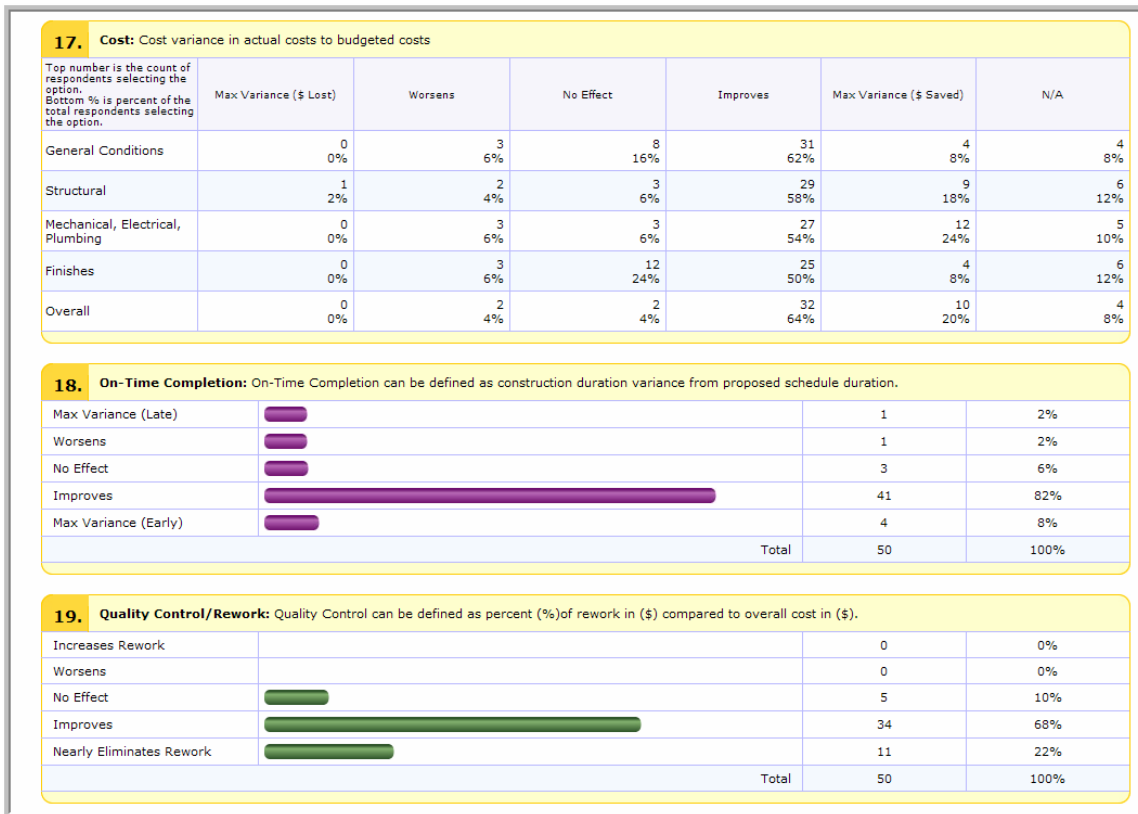 17. Cost: Cost variance in actual costs to budgeted costs
Top number is the count of
respondents selecting the
option.
Bottom % is percent of the
total respondents selecting
the option.
Max Variance ($ Lost) Worsens No Effect Improves Max Variance ($ Saved) N/A
General Conditions
0 3 8 31 4 4
0% 6% 16% 62% 8% 8%
Structural
1 2 3 29 9 6
2% 4% 6% 58% 18% 12%
Mechanical, Electrical,
Plumbing
0 3 3 27 12 5
0% 6% 6% 54% 24% 10%
Finishes
0 3 12 25 4 6
0% 6% 24% 50% 8% 12%
Overall
0 2 2 32 10 4
0% 4% 4% 64% 20% 8%
18. On-Time Completion: On-Time Completion can be defined as construction duration variance from proposed schedule duration.
Max Variance (Late) 1 2%
Worsens 1 2%
No Effect 3 6%
Improves 41 82%
Max Variance (Early) 4 8%
Total 50 100%
19. Quality Control/Rework: Quality Control can be defined as percent (%)of rework in ($) compared to overall cost in ($).
Increases Rework 0 0%
Worsens 0 0%
No Effect 5 10%
Improves 34 68%
Nearly Eliminates Rework 11 22%
Total 50 100%